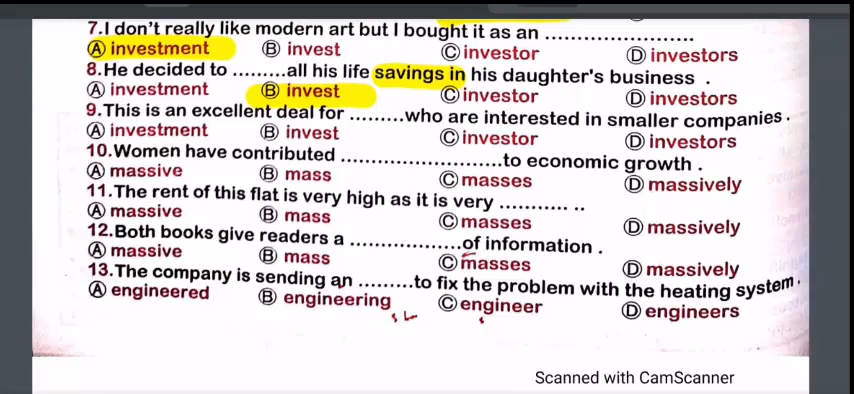 7.I don't really like modern art but I bought it as an ......................
Ⓐ investment Ⓑ invest Ⓒ investor Ⓓ investors
8.He decided to .........all his life savings in his daughter's business .
Ⓐ investment Ⓑ invest Ⓒ investor Ⓓ investors
9.This is an excellent deal for .........who are interested in smaller companies.
Ⓐ investment Ⓑ invest Ⓒ investor Ⓓ investors
10.Women have contributed ........................to economic growth .
Ⓐ massive Ⓑ mass Ⓒ masses Ⓓ massively
11.The rent of this flat is very high as it is very ........... ..
Ⓐ massive Ⓑ mass Ⓒ masses Ⓓ massively
12.Both books give readers a .................of information .
Ⓐ massive Ⓑ mass Ⓒ masses Ⓓ massively
13.The company is sending an .........to fix the problem with the heating system.
Ⓐ engineered Ⓑ engineering Ⓒ engineer Ⓓ engineers
Scanned with CamScanner